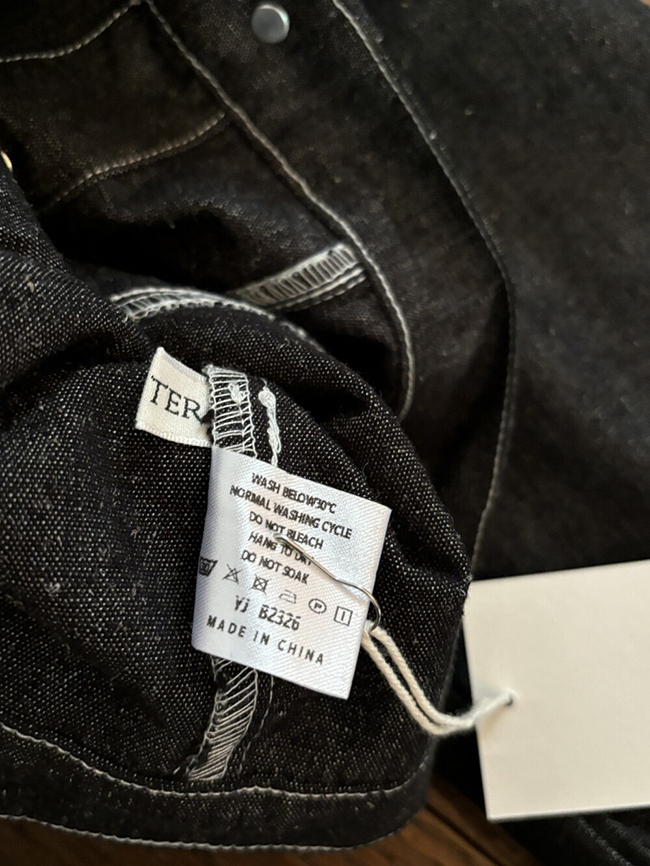 TER
WASH BELOW30°C
NORMAL WASHING CYCLE
DO NOT BLEACH
HANG TO DRY
DO NOT SOAK
P
YJ B2326
MADE IN CHINA